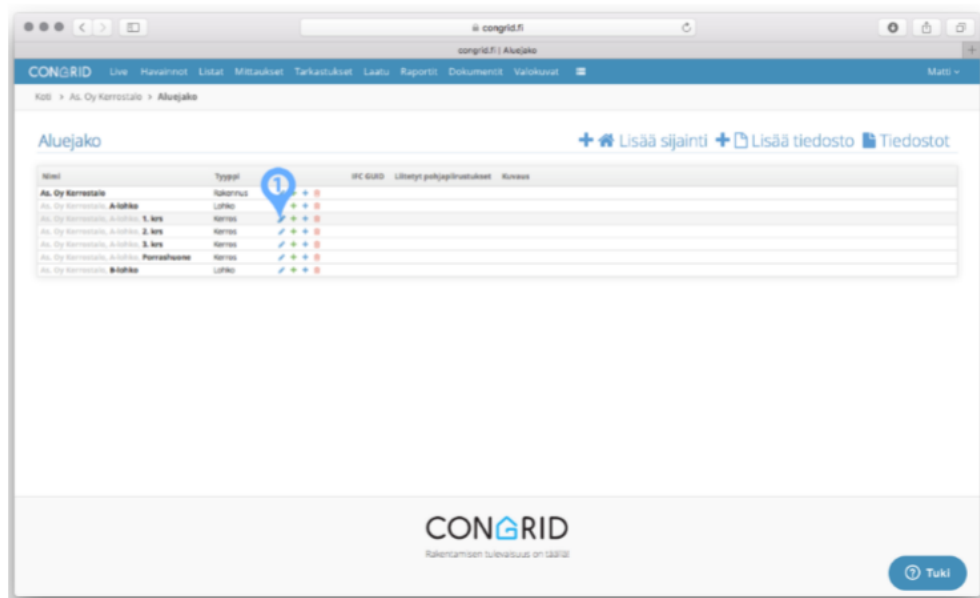 congrid.fi
congrid.fi | Aluejako
CONGRID Live Havainnot Listat Mittaukset Tarkastukset Laatu Raportit Dokumentit Valokuvat Matti
Koti > As. Oy Kerrostalo > Aluejako
Aluejako
Lisää sijainti Lisää tiedosto Tiedostot
Nimi Tyyppi IFC GUID Liitetyt pohjapiirustukset Kuvaus
As. Oy Kerrostalo Rakennus
As. Oy Kerrostalo, A-lohko Lohko
As. Oy Kerrostalo, A-lohko, 1. krs Kerros
As. Oy Kerrostalo, A-lohko, 2. krs Kerros
As. Oy Kerrostalo, A-lohko, 3. krs Kerros
As. Oy Kerrostalo, A-lohko, Porrashuone Kerros
As. Oy Kerrostalo, B-lohko Lohko
1
CONGRID
Rakentamisen tulevaisuus on täällä!
Tuki